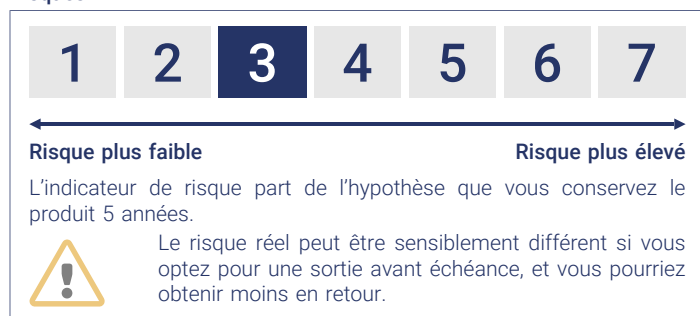 1 2 3 4 5 6 7
Risque plus faible Risque plus élevé
L'indicateur de risque part de l'hypothèse que vous conservez le
produit 5 années.
Le risque réel peut être sensiblement différent si vous
optez pour une sortie avant échéance, et vous pourriez
obtenir moins en retour.